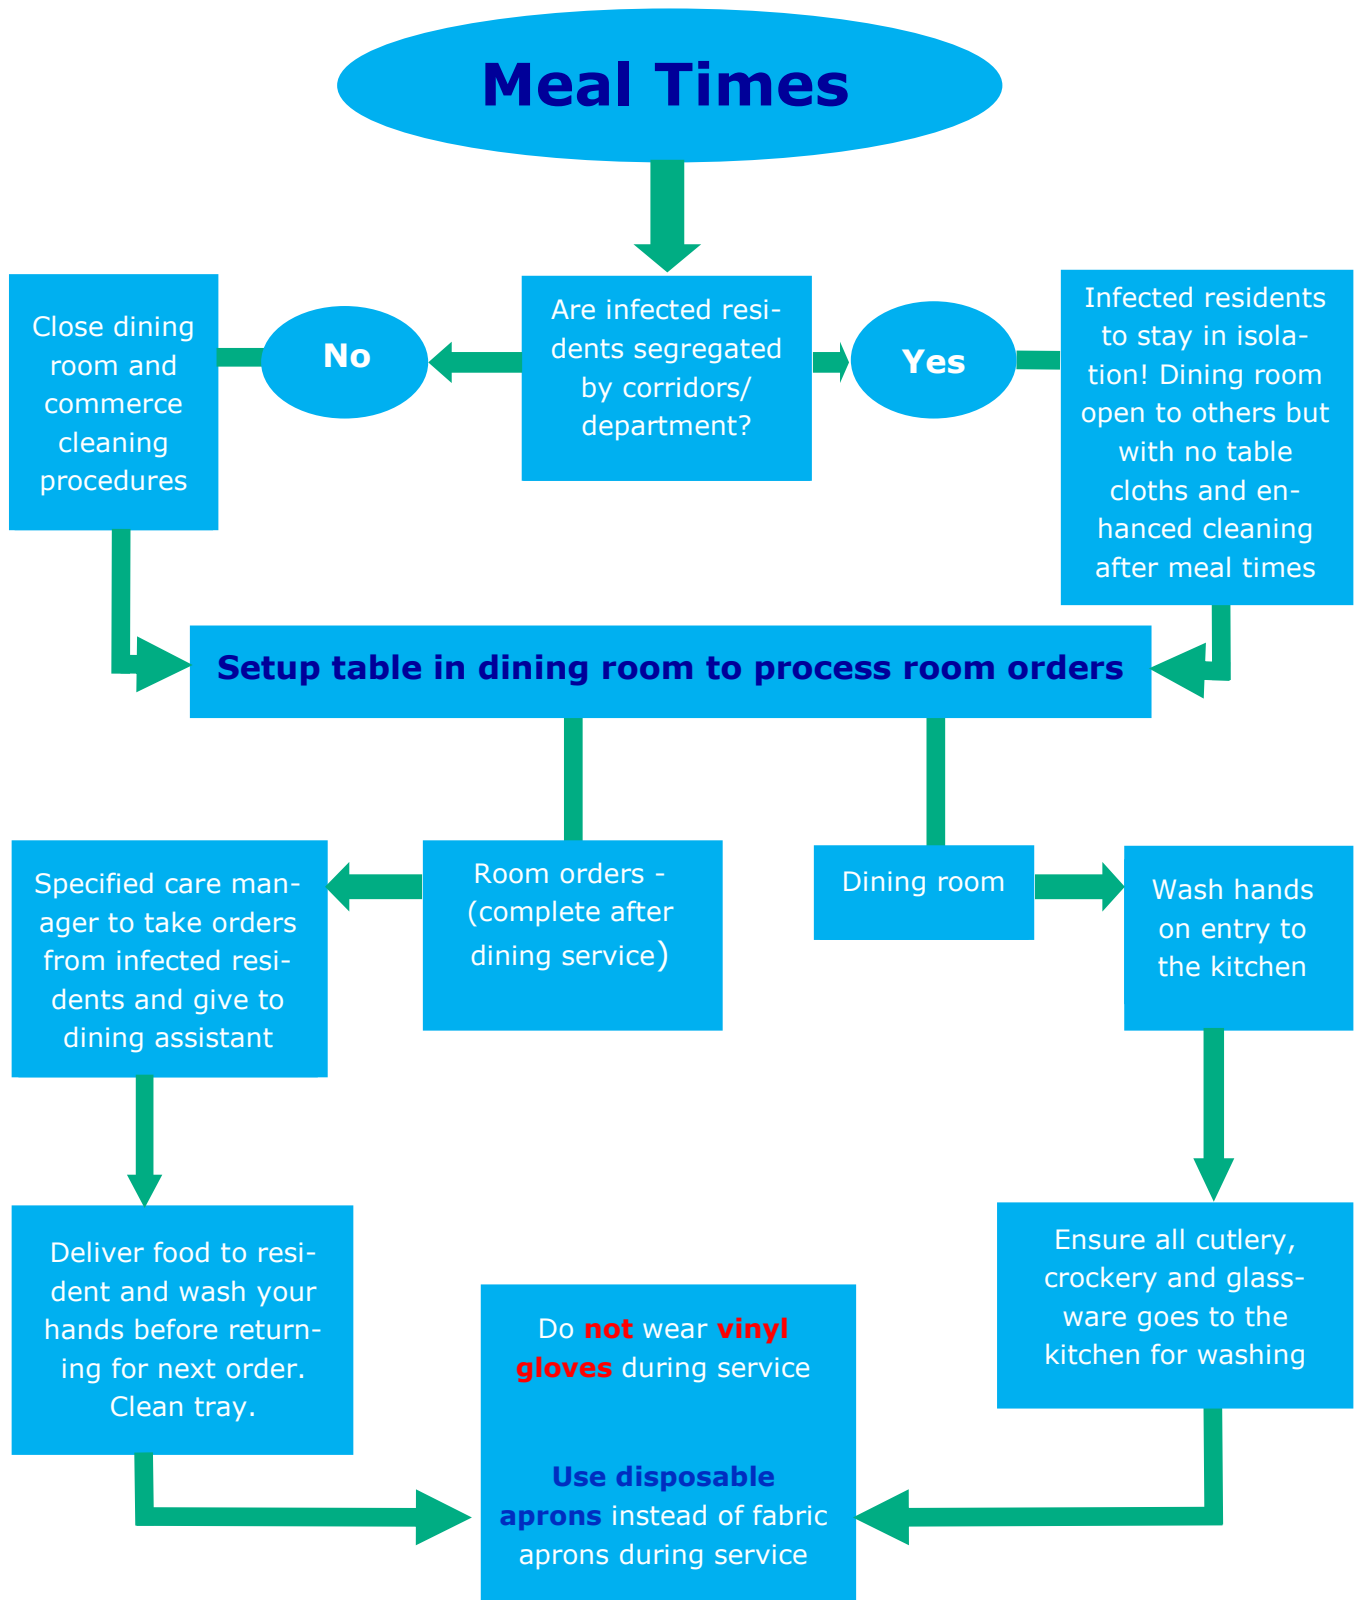 Meal Times
Close dining
room and
commerce
cleaning
procedures
No
Are infected resi-
dents segregated
by corridors/
department?
Yes
Infected residents
to stay in isola-
tion! Dining room
open to others but
with no table
cloths and en-
hanced cleaning
after meal times
Setup table in dining room to process room orders
Specified care man-
ager to take orders
from infected resi-
dents and give to
dining assistant
Room orders -
(complete after
dining service)
Dining room
Wash hands
on entry to
the kitchen
Deliver food to resi-
dent and wash your
hands before return-
ing for next order.
Clean tray.
Do not wear vinyl
gloves during service
Use disposable
aprons instead of fabric
aprons during service
Ensure all cutlery,
crockery and glass-
ware goes to the
kitchen for washing